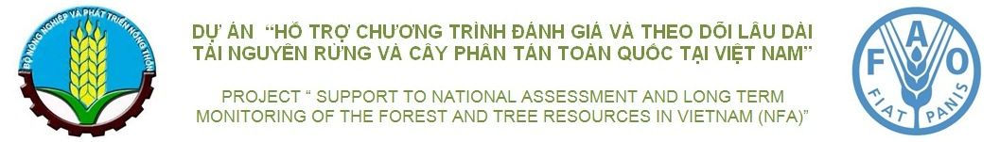 BỘ NÔNG NGHIỆP VÀ PHÁT TRIỂN NÔNG THÔN
DỰ ÁN “HỖ TRỢ CHƯƠNG TRÌNH ĐÁNH GIÁ VÀ THEO DÕI LÂU DÀI
TÀI NGUYÊN RỪNG VÀ CÂY PHÂN TÁN TOÀN QUỐC TẠI VIỆT NAM”
PROJECT “ SUPPORT TO NATIONAL ASSESSMENT AND LONG TERM
MONITORING OF THE FOREST AND TREE RESOURCES IN VIETNAM (NFA)”
F A O
FIAT PANIS